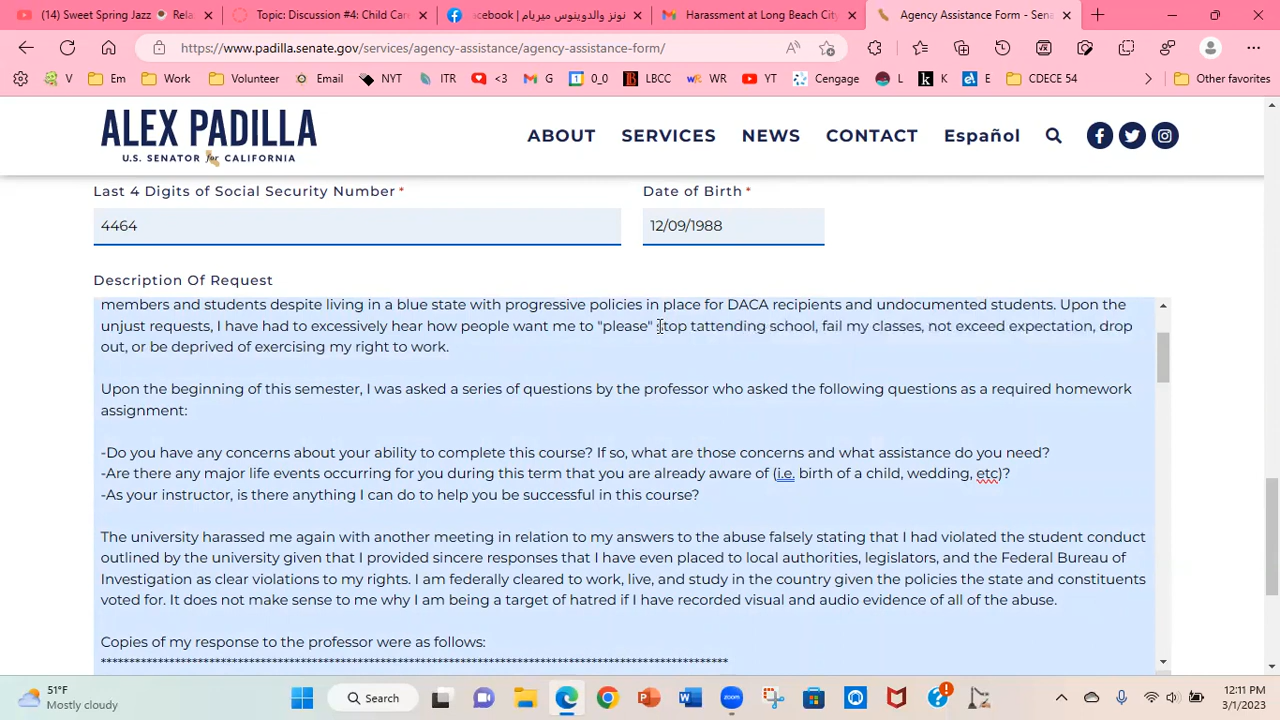 (14) Sweet Spring Jazz Rela
Topic: Discussion #4: Child Car
نونز والدوينوس ميريام | facebook
Harassment at Long Beach City
Agency Assistance Form - Sena
https://www.padilla.senate.gov/services/agency-assistance/agency-assistance-form/
V Em Work Volunteer Email NYT ITR <3 G 0_0 LBCC WR YT Cengage L K E CDECE 54 Other favorites
ALEX PADILLA
U.S. SENATOR for CALIFORNIA
ABOUT SERVICES NEWS CONTACT Español
Last 4 Digits of Social Security Number * Date of Birth *
4464 12/09/1988
Description Of Request
members and students despite living in a blue state with progressive policies in place for DACA recipients and undocumented students. Upon the
unjust requests, I have had to excessively hear how people want me to "please" stop tattending school, fail my classes, not exceed expectation, drop
out, or be deprived of exercising my right to work.
Upon the beginning of this semester, I was asked a series of questions by the professor who asked the following questions as a required homework
assignment:
-Do you have any concerns about your ability to complete this course? If so, what are those concerns and what assistance do you need?
-Are there any major life events occurring for you during this term that you are already aware of (i.e. birth of a child, wedding, etc)?
-As your instructor, is there anything I can do to help you be successful in this course?
The university harassed me again with another meeting in relation to my answers to the abuse falsely stating that I had violated the student conduct
outlined by the university given that I provided sincere responses that I have even placed to local authorities, legislators, and the Federal Bureau of
Investigation as clear violations to my rights. I am federally cleared to work, live, and study in the country given the policies the state and constituents
voted for. It does not make sense to me why I am being a target of hatred if I have recorded visual and audio evidence of all of the abuse.
Copies of my response to the professor were as follows:
51°F
Mostly cloudy
Search
12:11 PM
3/1/2023